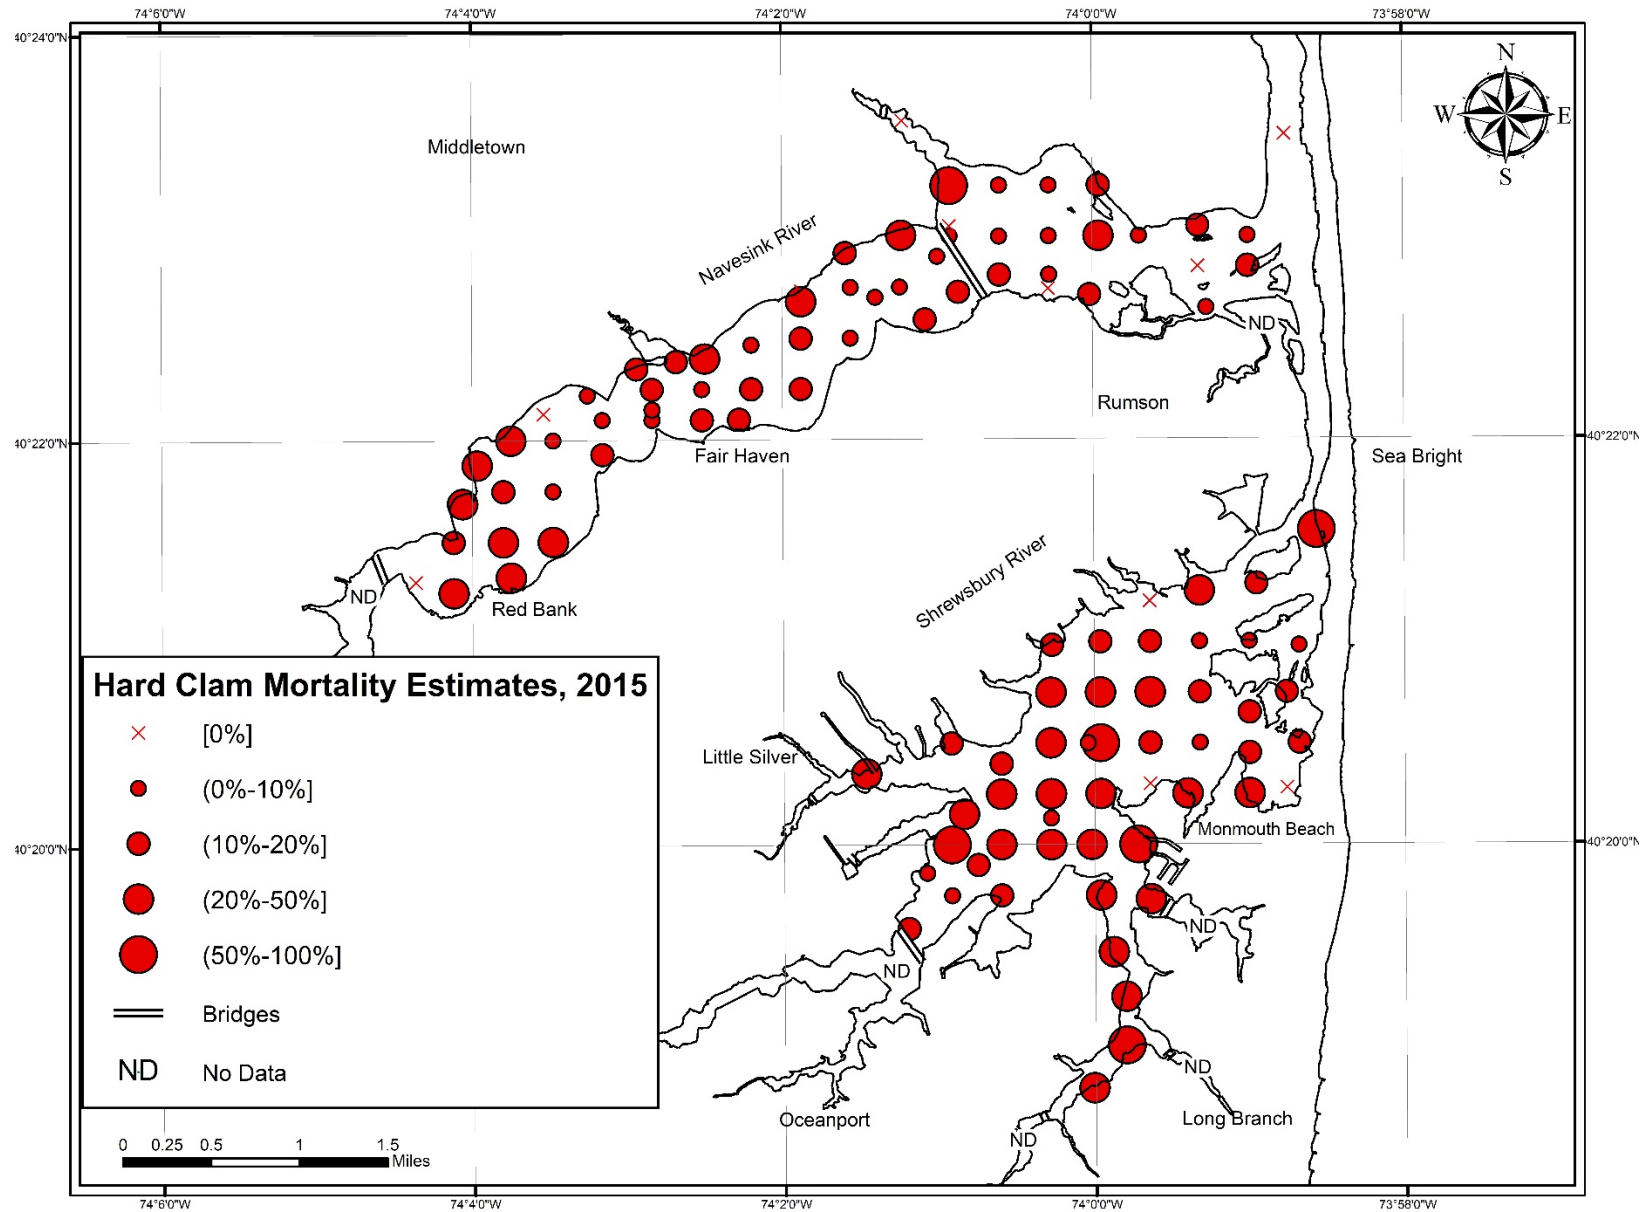 74°6'0"W 74°4'0"W 74°2'0"W 74°0'0"W 73°58'0"W
40°24'0"N
N
W E
S
Middletown
Navesink River
ND
Rumson
40°22'0"N 40°22'0"N
Fair Haven
Sea Bright
Shrewsbury River
ND
Red Bank
Hard Clam Mortality Estimates, 2015
[0%]
(0%-10%]
(10%-20%]
(20%-50%]
(50%-100%]
Bridges
ND No Data
Little Silver
Monmouth Beach
40°20'0"N 40°20'0"N
ND
ND
ND
Oceanport
Long Branch
ND
0 0.25 0.5 1 1.5
Miles
74°6'0"W 74°4'0"W 74°2'0"W 74°0'0"W 73°58'0"W